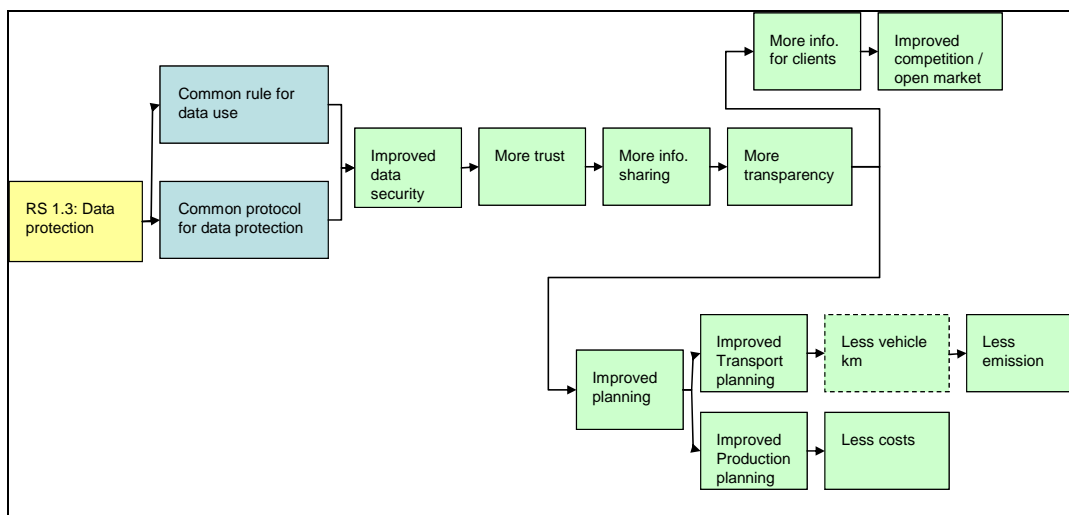 RS 1.3: Data
protection
Common rule for
data use
Common protocol
for data protection
Improved
data
security
More trust
More info.
sharing
More
transparency
More info.
for clients
Improved
competition /
open market
Improved
planning
Improved
Transport
planning
Less vehicle
km
Less
emission
Improved
Production
planning
Less costs